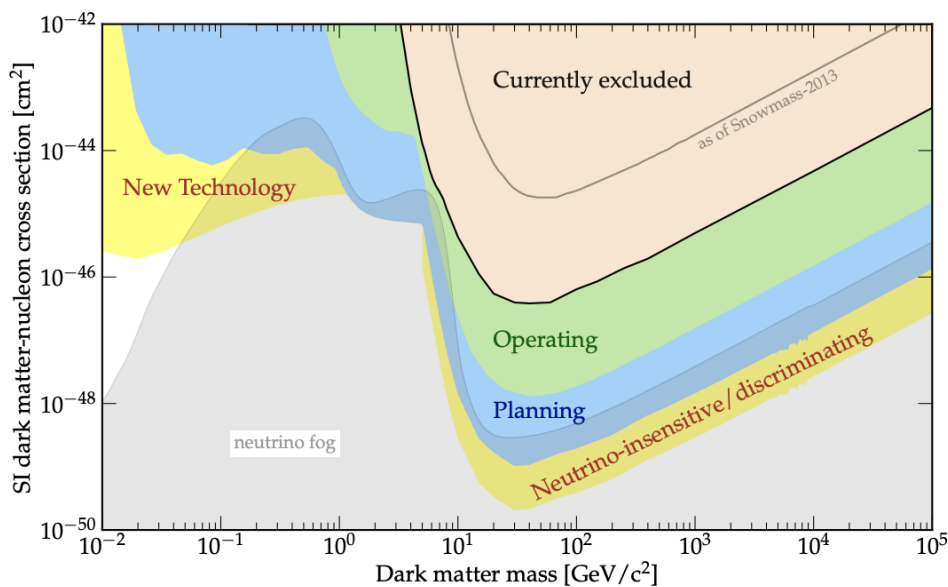 10⁻⁴²
10⁻⁴⁴
10⁻⁴⁶
10⁻⁴⁸
10⁻⁵⁰
SI dark matter-nucleon cross section [cm²]
Currently excluded
as of Snowmass-2013
New Technology
Operating
Planning
neutrino fog
Neutrino-insensitive/discriminating
10⁻² 10⁻¹ 10⁰ 10¹ 10² 10³ 10⁴ 10⁵
Dark matter mass [GeV/c²]